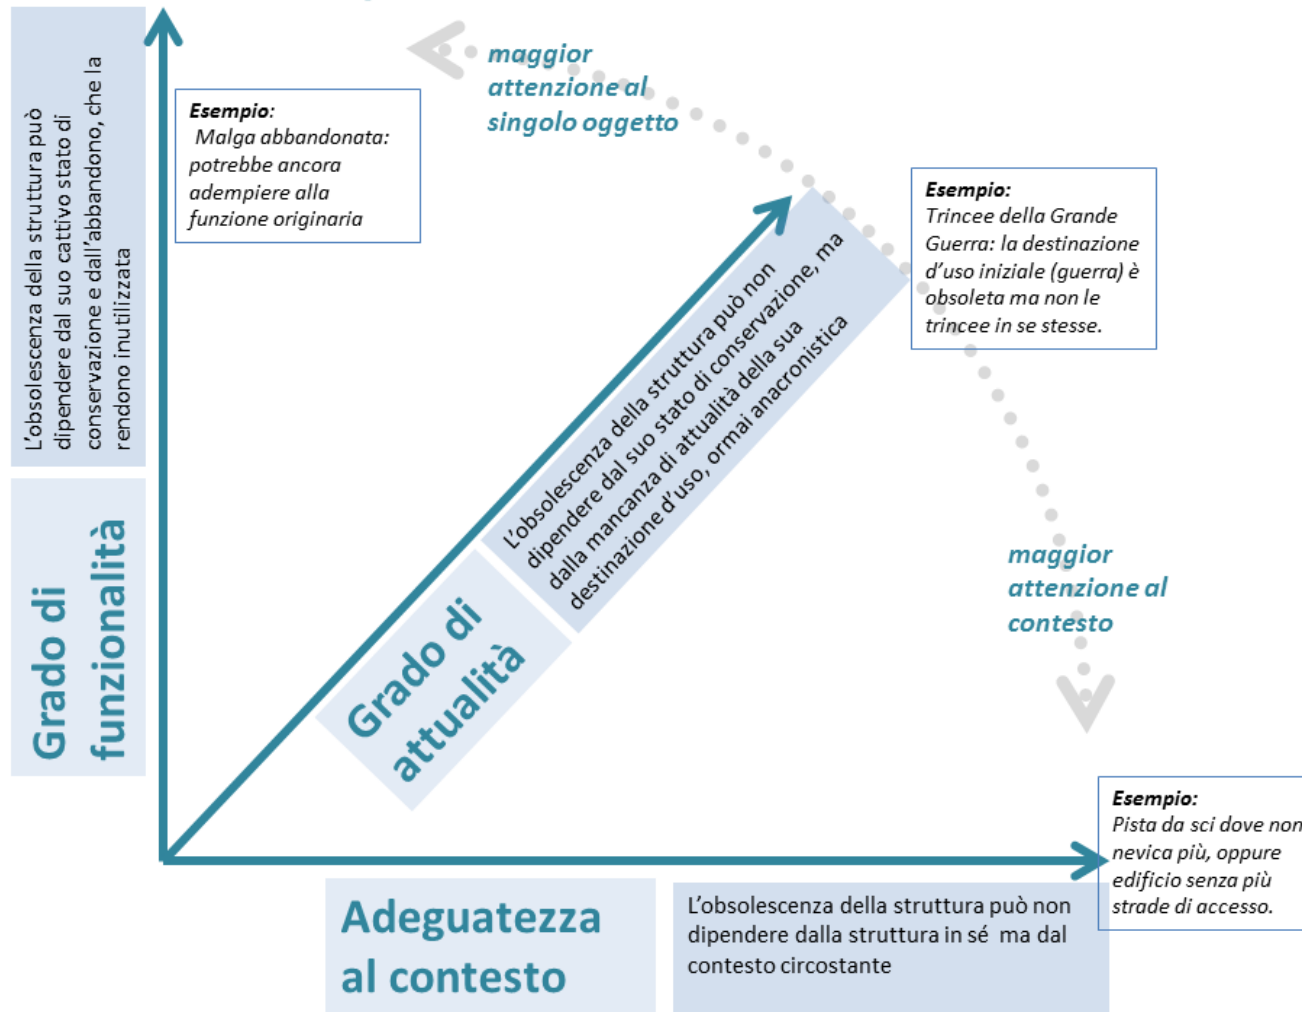 L'obsolescenza della struttura può
dipendere dal suo cattivo stato di
conservazione e dall'abbandono, che la
rendono inutilizzata
Grado di
funzionalità
Esempio:
Malga abbandonata:
potrebbe ancora
adempiere alla
funzione originaria
maggior
attenzione al
singolo oggetto
Esempio:
Trincee della Grande
Guerra: la destinazione
d'uso iniziale (guerra) è
obsoleta ma non le
trincee in se stesse.
L'obsolescenza della struttura può non
dipendere dal suo stato di conservazione, ma
dalla mancanza di attualità della sua
destinazione d'uso, ormai anacronistica
Grado di
attualità
maggior
attenzione al
contesto
Esempio:
Pista da sci dove non
nevica più, oppure
edificio senza più
strade di accesso.
Adeguatezza
al contesto
L'obsolescenza della struttura può non
dipendere dalla struttura in sé ma dal
contesto circostante